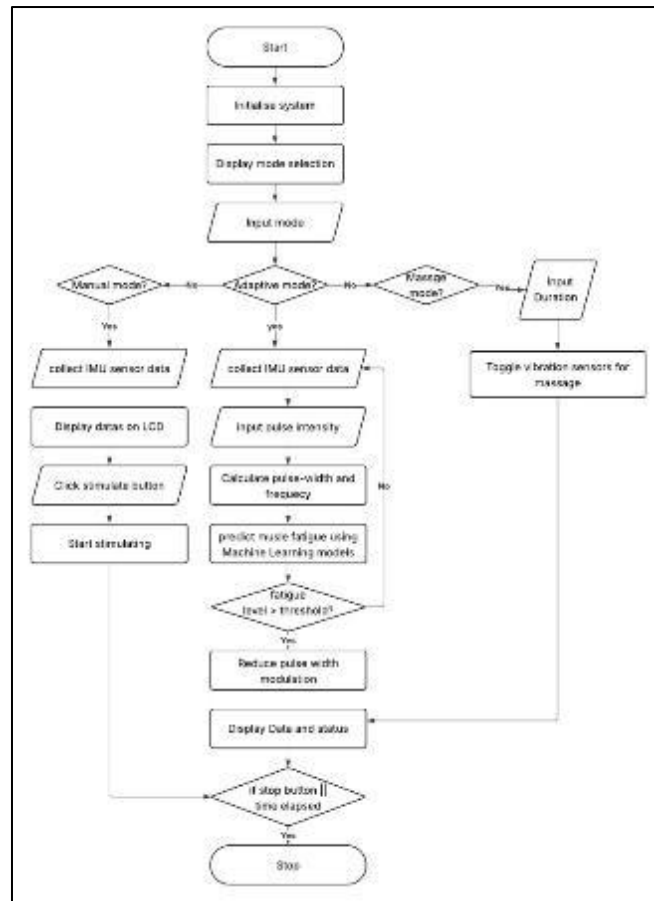 Start
Initialise system
Display mode selection
Input mode
Manual mode?
No
Adaptive mode?
No
Massage
mode?
Yes
Input
Duration
Yes
yes
collect IMU sensor data
collect IMU sensor data
Toggle vibration sensors for
massage
Display datas on LCD
input pulse intensity
Click stimulate button
Calculate pulse-width and
frequecy
No
Start stimulating
predict musle fatigue using
Machine Learning models
fatigue
level > threshold?
Yes
Reduce pulse width
modulation
Display Data and status
if stop button ||
time elapsed
Yes
Stop